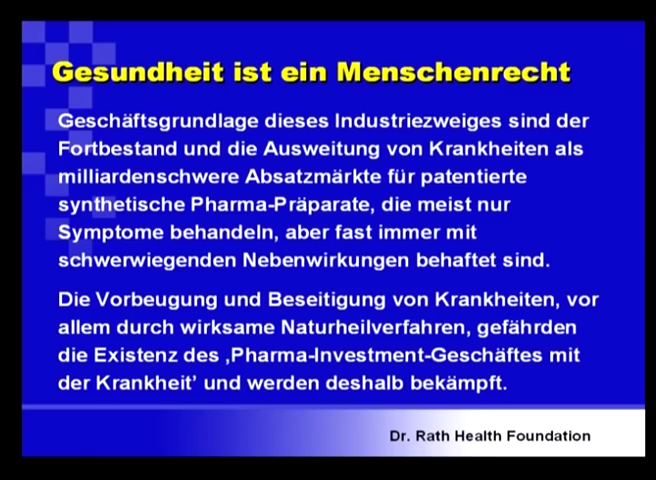 Gesundheit ist ein Menschenrecht
Geschäftsgrundlage dieses Industriezweiges sind der
Fortbestand und die Ausweitung von Krankheiten als
milliardenschwere Absatzmärkte für patentierte
synthetische Pharma-Präparate, die meist nur
Symptome behandeln, aber fast immer mit
schwerwiegenden Nebenwirkungen behaftet sind.
Die Vorbeugung und Beseitigung von Krankheiten, vor
allem durch wirksame Naturheilverfahren, gefährden
die Existenz des ‚Pharma-Investment-Geschäftes mit
der Krankheit’ und werden deshalb bekämpft.
Dr. Rath Health Foundation